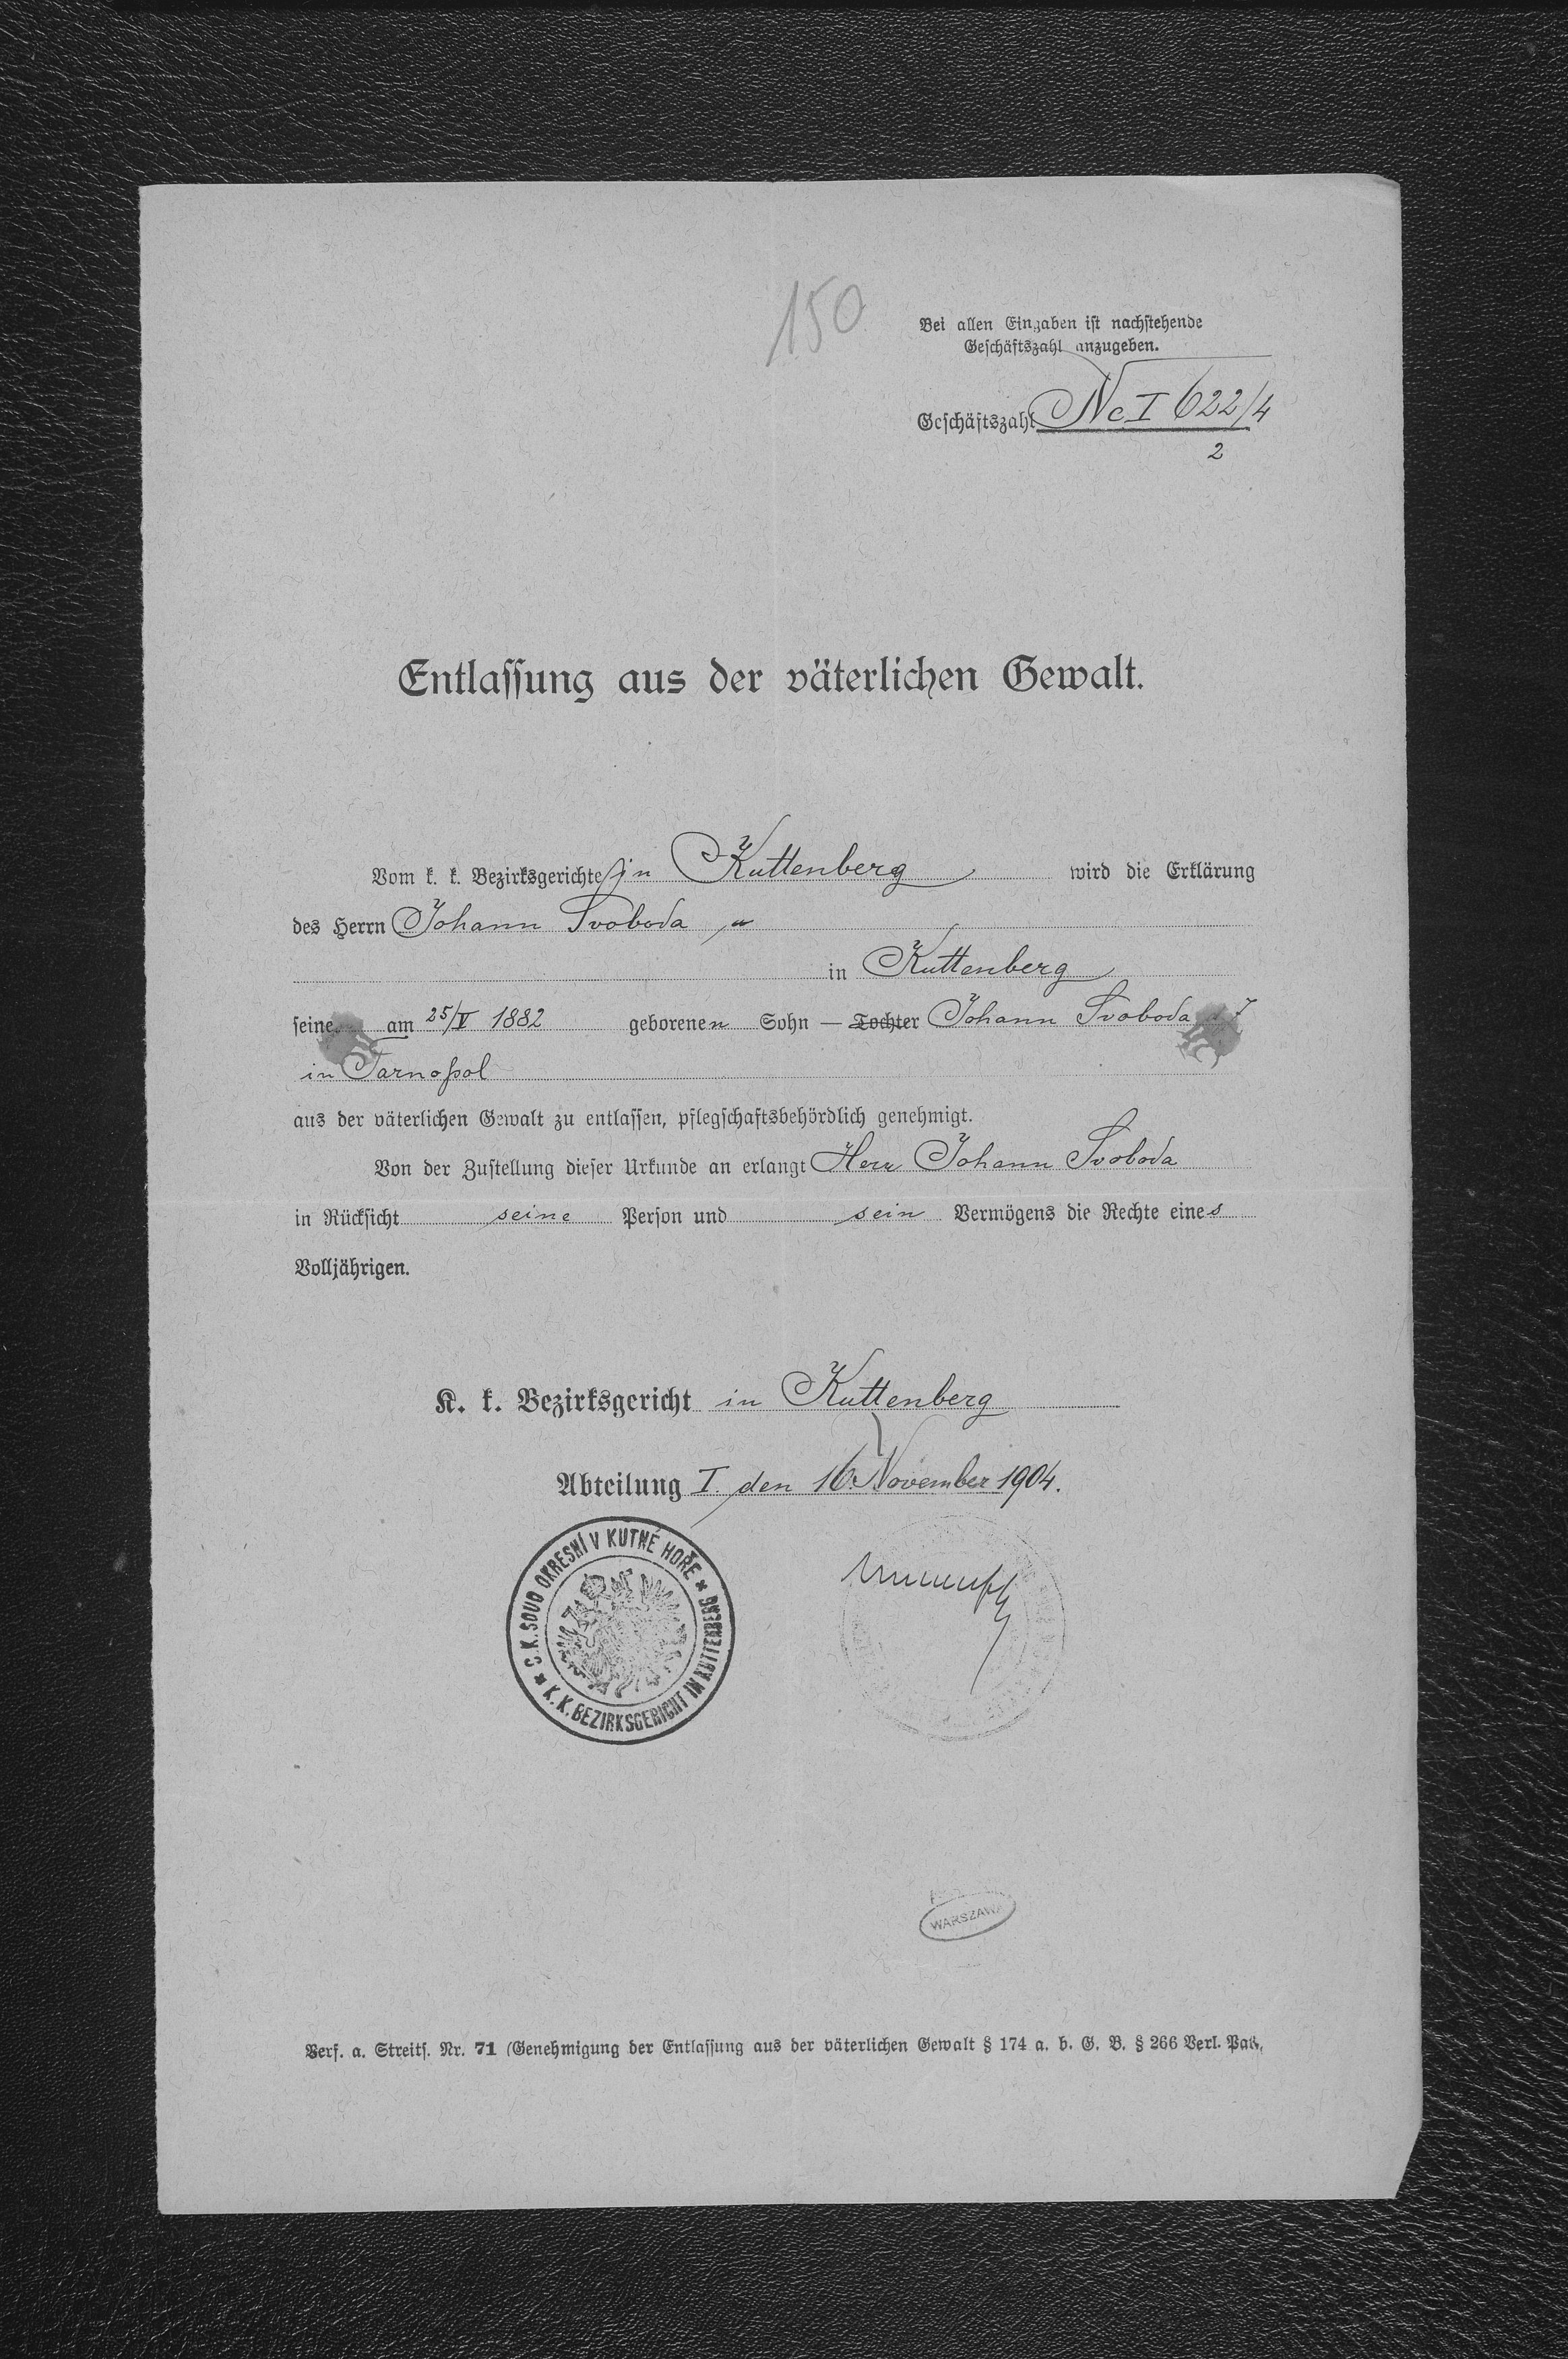 150
Bei allen Eingaben ist nachstehende
Geschäftszahl anzugeben.
Geschäftszahl Nc I 622/4
2
Entlassung aus der väterlichen Gewalt.
Vom k. k. Bezirksgerichte in Kuttenberg wird die Erklärung
des Herrn Johann Svoboda
in Kuttenberg
seinen am 25/V 1882 geborenen Sohn — Tochter Johann Svoboda
in Tarnopol
aus der väterlichen Gewalt zu entlassen, pflegschaftsbehördlich genehmigt.
Von der Zustellung dieser Urkunde an erlangt Herr Johann Svoboda
in Rücksicht seine Person und sein Vermögens die Rechte eines
Volljährigen.
K. k. Bezirksgericht in Kuttenberg
Abteilung I. den 16. November 1904.
C. K. SOUD OKRESNÍ V KUTNÉ HOŘE * K. K. BEZIRKSGERICHT IN KUTTENBERG *
WARSZAWA
Verf. a. Streits. Nr. 71 (Genehmigung der Entlassung aus der väterlichen Gewalt § 174 a. b. G. B. § 266 Verl. Pat.